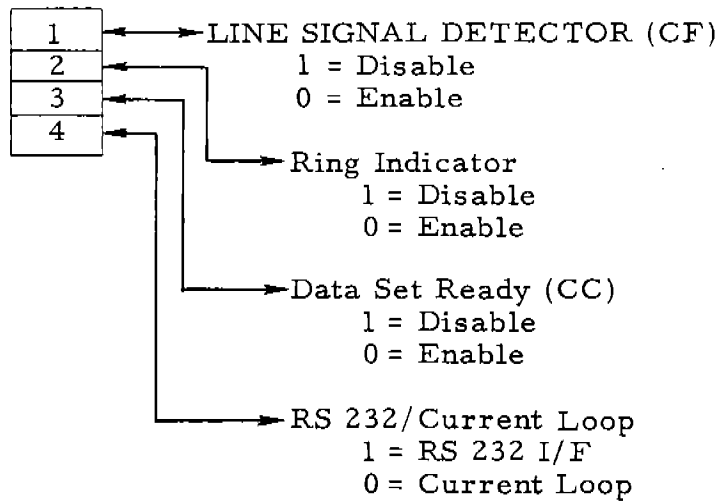 1 LINE SIGNAL DETECTOR (CF)
2 1 = Disable
3 0 = Enable
4
Ring Indicator
1 = Disable
0 = Enable
Data Set Ready (CC)
1 = Disable
0 = Enable
RS 232/Current Loop
1 = RS 232 I/F
0 = Current Loop